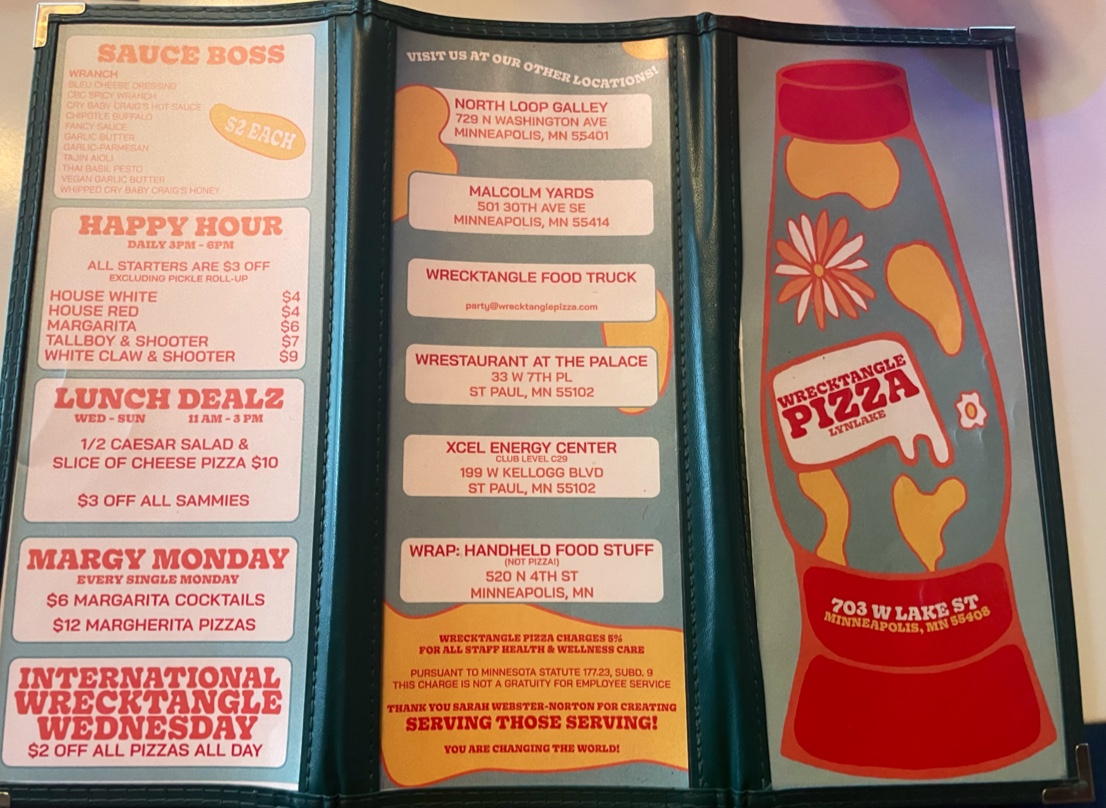 SAUCE BOSS
WRANCH
BLEU CHEESE DRESSING
CBC SPICY WRANCH
CRY BABY CRAIG'S HOT SAUCE
CHIPOTLE BUFFALO
FANCY SAUCE
GARLIC BUTTER
GARLIC-PARMESAN
TAJIN AIOLI
THAI BASIL PESTO
VEGAN GARLIC BUTTER
WHIPPED CRY BABY CRAIG'S HONEY
$2 EACH
HAPPY HOUR
DAILY 3PM - 6PM
ALL STARTERS ARE $3 OFF
EXCLUDING PICKLE ROLL-UP
HOUSE WHITE $4
HOUSE RED $4
MARGARITA $6
TALLBOY & SHOOTER $7
WHITE CLAW & SHOOTER $9
LUNCH DEALZ
WED - SUN 11 AM - 3 PM
1/2 CAESAR SALAD &
SLICE OF CHEESE PIZZA $10
$3 OFF ALL SAMMIES
MARGY MONDAY
EVERY SINGLE MONDAY
$6 MARGARITA COCKTAILS
$12 MARGHERITA PIZZAS
INTERNATIONAL
WRECKTANGLE
WEDNESDAY
$2 OFF ALL PIZZAS ALL DAY
VISIT US AT OUR OTHER LOCATIONS!
NORTH LOOP GALLEY
729 N WASHINGTON AVE
MINNEAPOLIS, MN 55401
MALCOLM YARDS
501 30TH AVE SE
MINNEAPOLIS, MN 55414
WRECKTANGLE FOOD TRUCK
party@wrecktanglepizza.com
WRESTAURANT AT THE PALACE
33 W 7TH PL
ST PAUL, MN 55102
XCEL ENERGY CENTER
CLUB LEVEL C29
199 W KELLOGG BLVD
ST PAUL, MN 55102
WRAP: HANDHELD FOOD STUFF
(NOT PIZZA!)
520 N 4TH ST
MINNEAPOLIS, MN
WRECKTANGLE PIZZA CHARGES 5%
FOR ALL STAFF HEALTH & WELLNESS CARE
PURSUANT TO MINNESOTA STATUTE 177.23, SUBD. 9
THIS CHARGE IS NOT A GRATUITY FOR EMPLOYEE SERVICE
THANK YOU SARAH WEBSTER-NORTON FOR CREATING
SERVING THOSE SERVING!
YOU ARE CHANGING THE WORLD!
WRECKTANGLE
PIZZA
LYNLAKE
703 W LAKE ST
MINNEAPOLIS, MN 55408